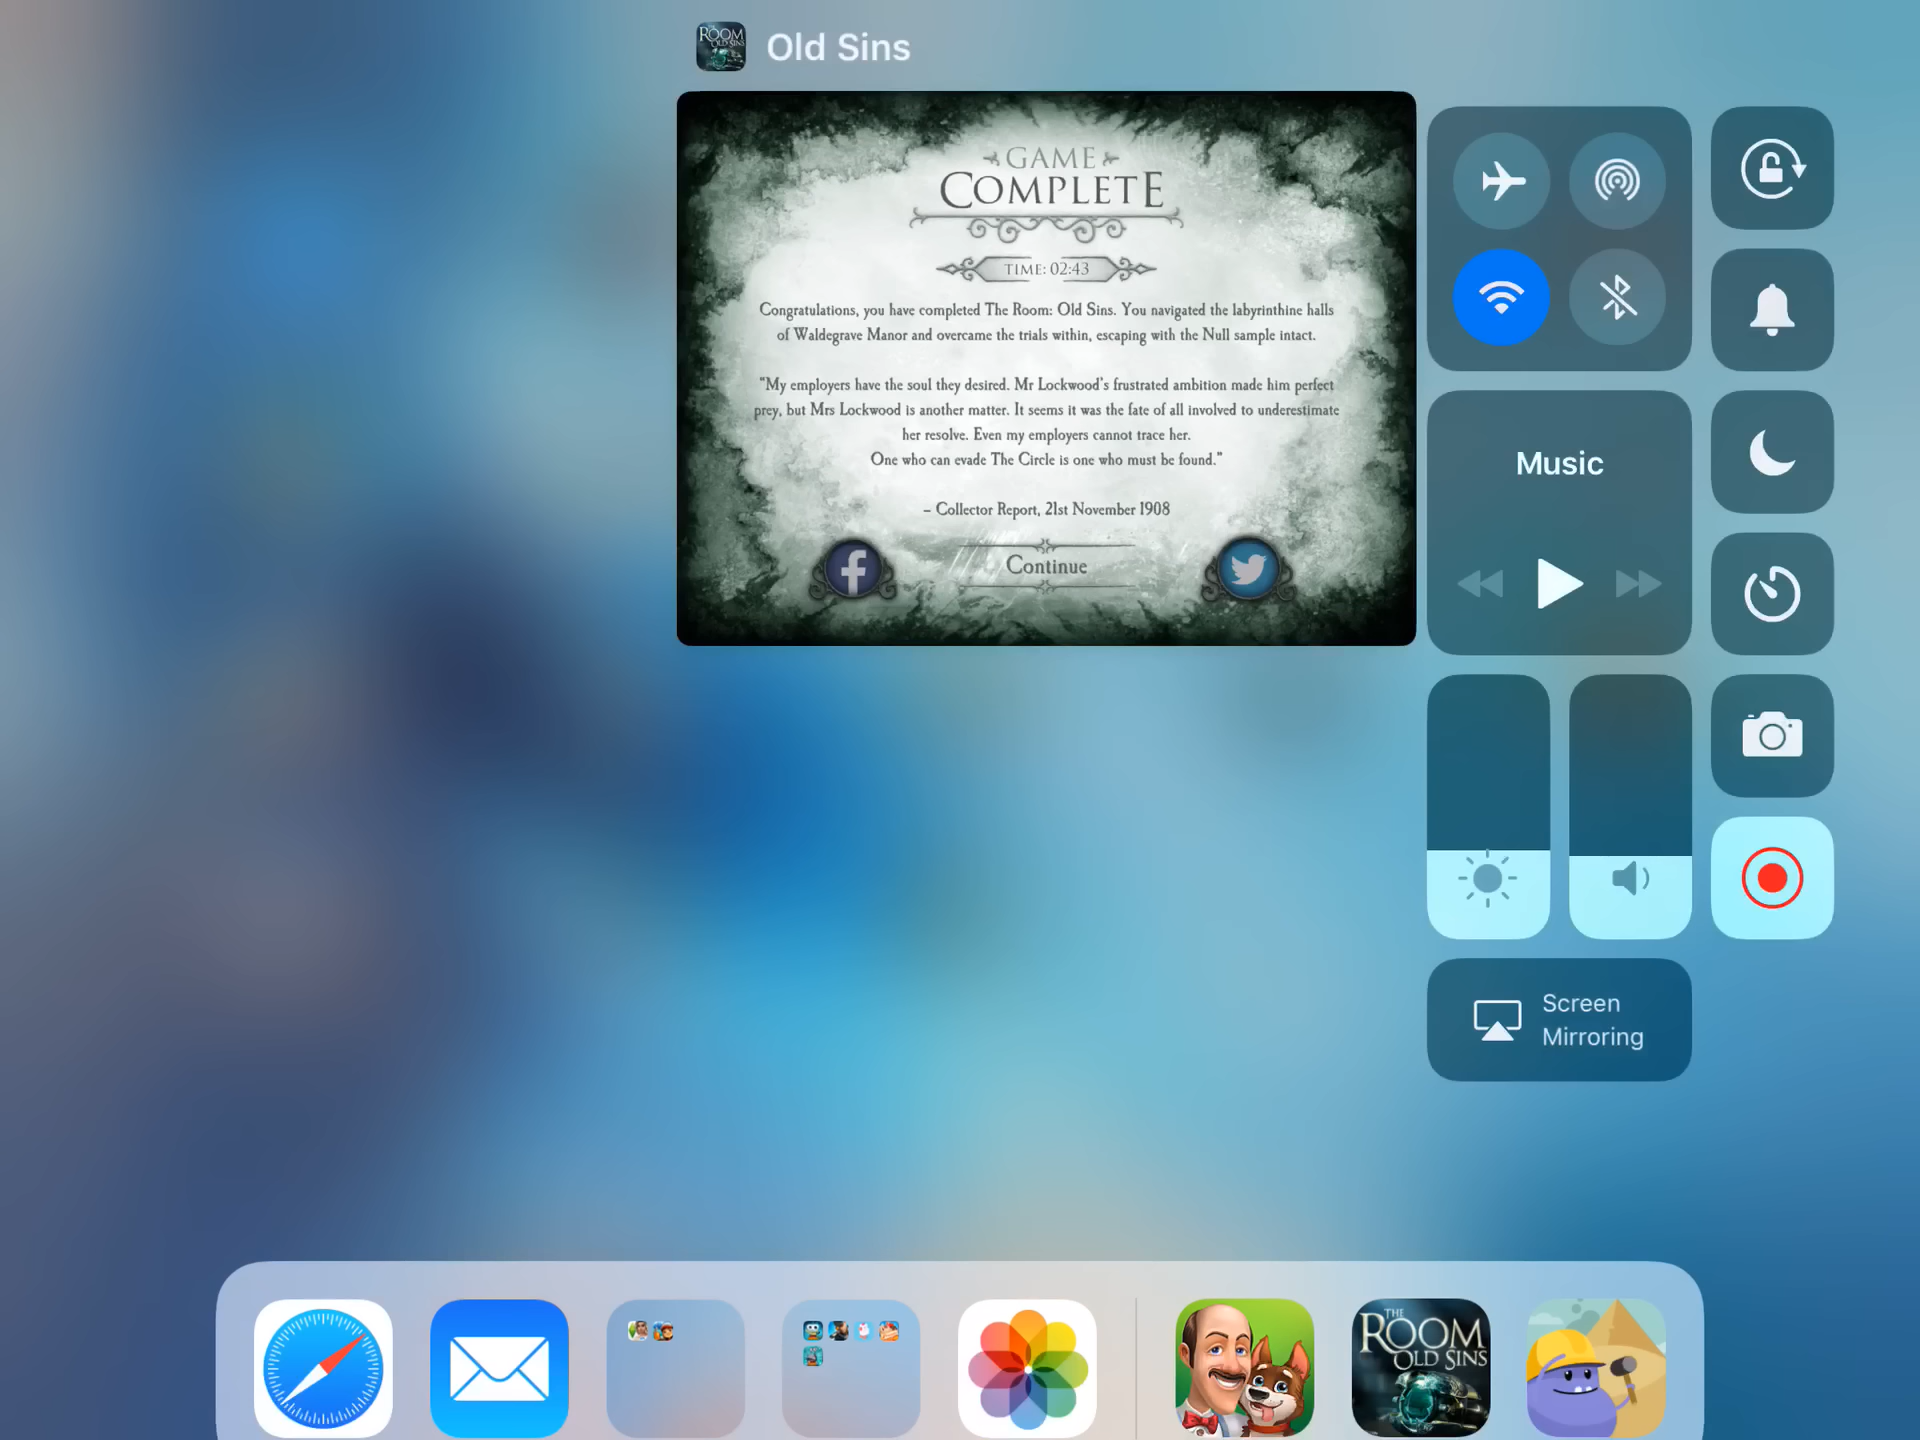 Old Sins
GAME
COMPLETE
TIME: 02:43
Congratulations, you have completed The Room: Old Sins. You navigated the labyrinthine halls
of Waldegrave Manor and overcame the trials within, escaping with the Null sample intact.
"My employers have the soul they desired. Mr Lockwood's frustrated ambition made him perfect
prey, but Mrs Lockwood is another matter. It seems it was the fate of all involved to underestimate
her resolve. Even my employers cannot trace her.
One who can evade The Circle is one who must be found."
– Collector Report, 21st November 1908
Continue
Music
Screen
Mirroring
THE
ROOM
OLD SINS
THE
ROOM
OLD SINS